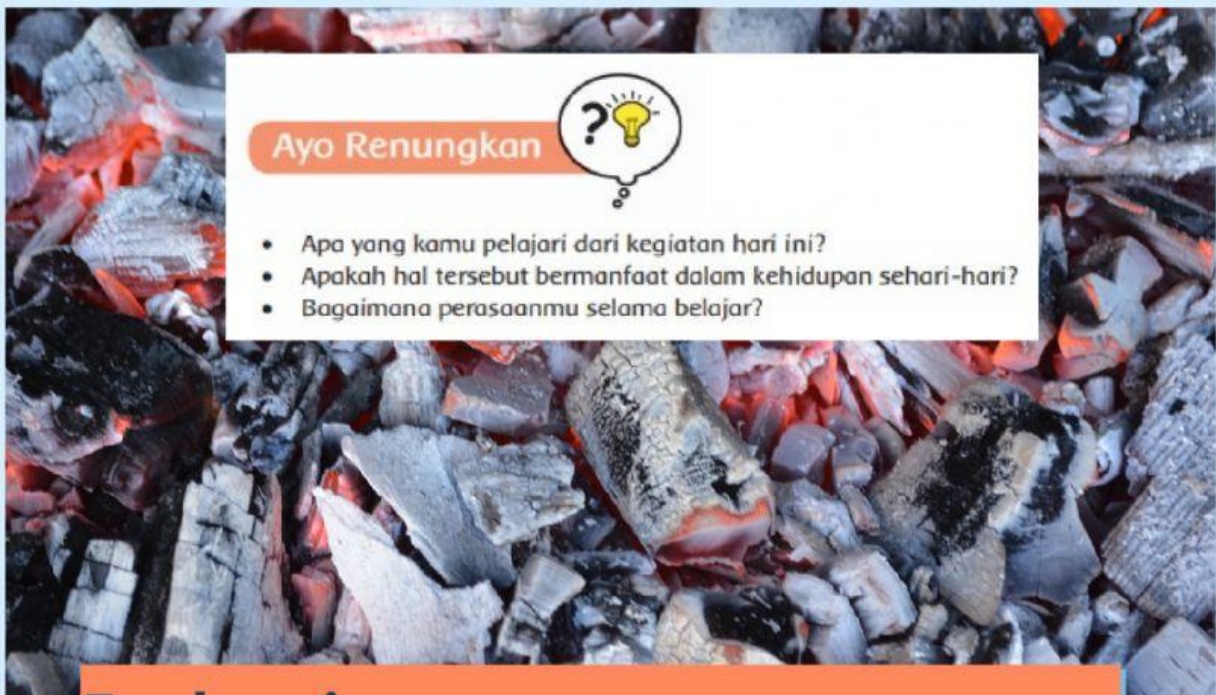 ?
Ayo Renungkan
• Apa yang kamu pelajari dari kegiatan hari ini?
• Apakah hal tersebut bermanfaat dalam kehidupan sehari-hari?
• Bagaimana perasaanmu selama belajar?